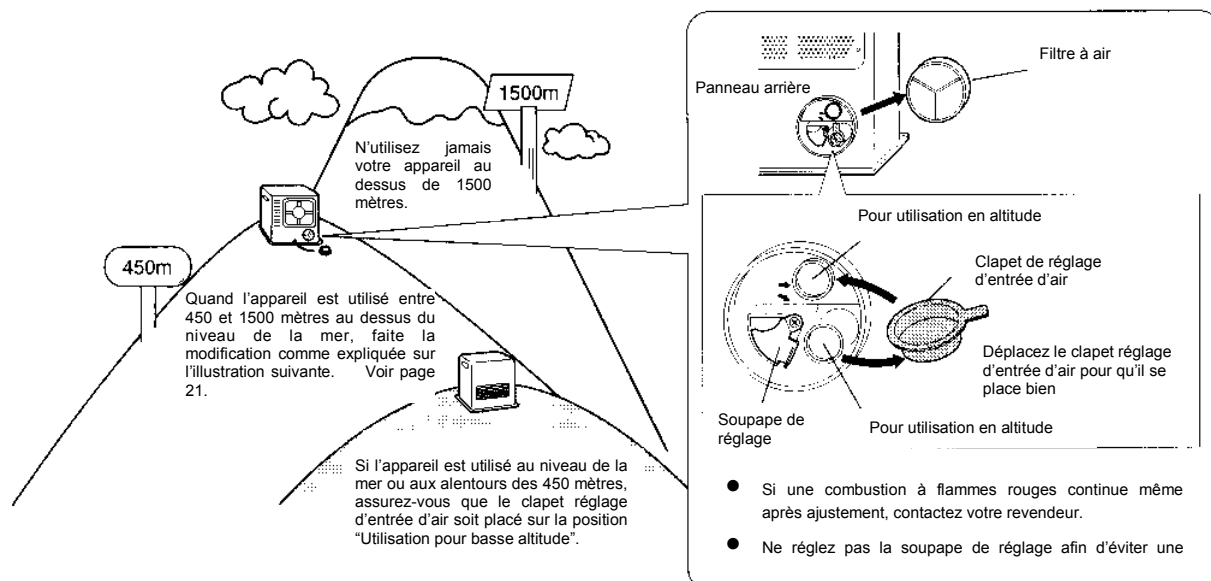 1500m
N’utilisez jamais
votre appareil au
dessus de 1500
mètres.
450m
Quand l’appareil est utilisé entre
450 et 1500 mètres au dessus du
niveau de la mer, faite la
modification comme expliquée sur
l’illustration suivante. Voir page
21.
Si l’appareil est utilisé au niveau de la
mer ou aux alentours des 450 mètres,
assurez-vous que le clapet réglage
d’entrée d’air soit placé sur la position
“Utilisation pour basse altitude”.
Filtre à air
Panneau arrière
Pour utilisation en altitude
Clapet de réglage
d’entrée d’air
Déplacez le clapet réglage
d’entrée d’air pour qu’il se
place bien
Soupape de
réglage
Pour utilisation en altitude
● Si une combustion à flammes rouges continue même
après ajustement, contactez votre revendeur.
● Ne réglez pas la soupape de réglage afin d’éviter une